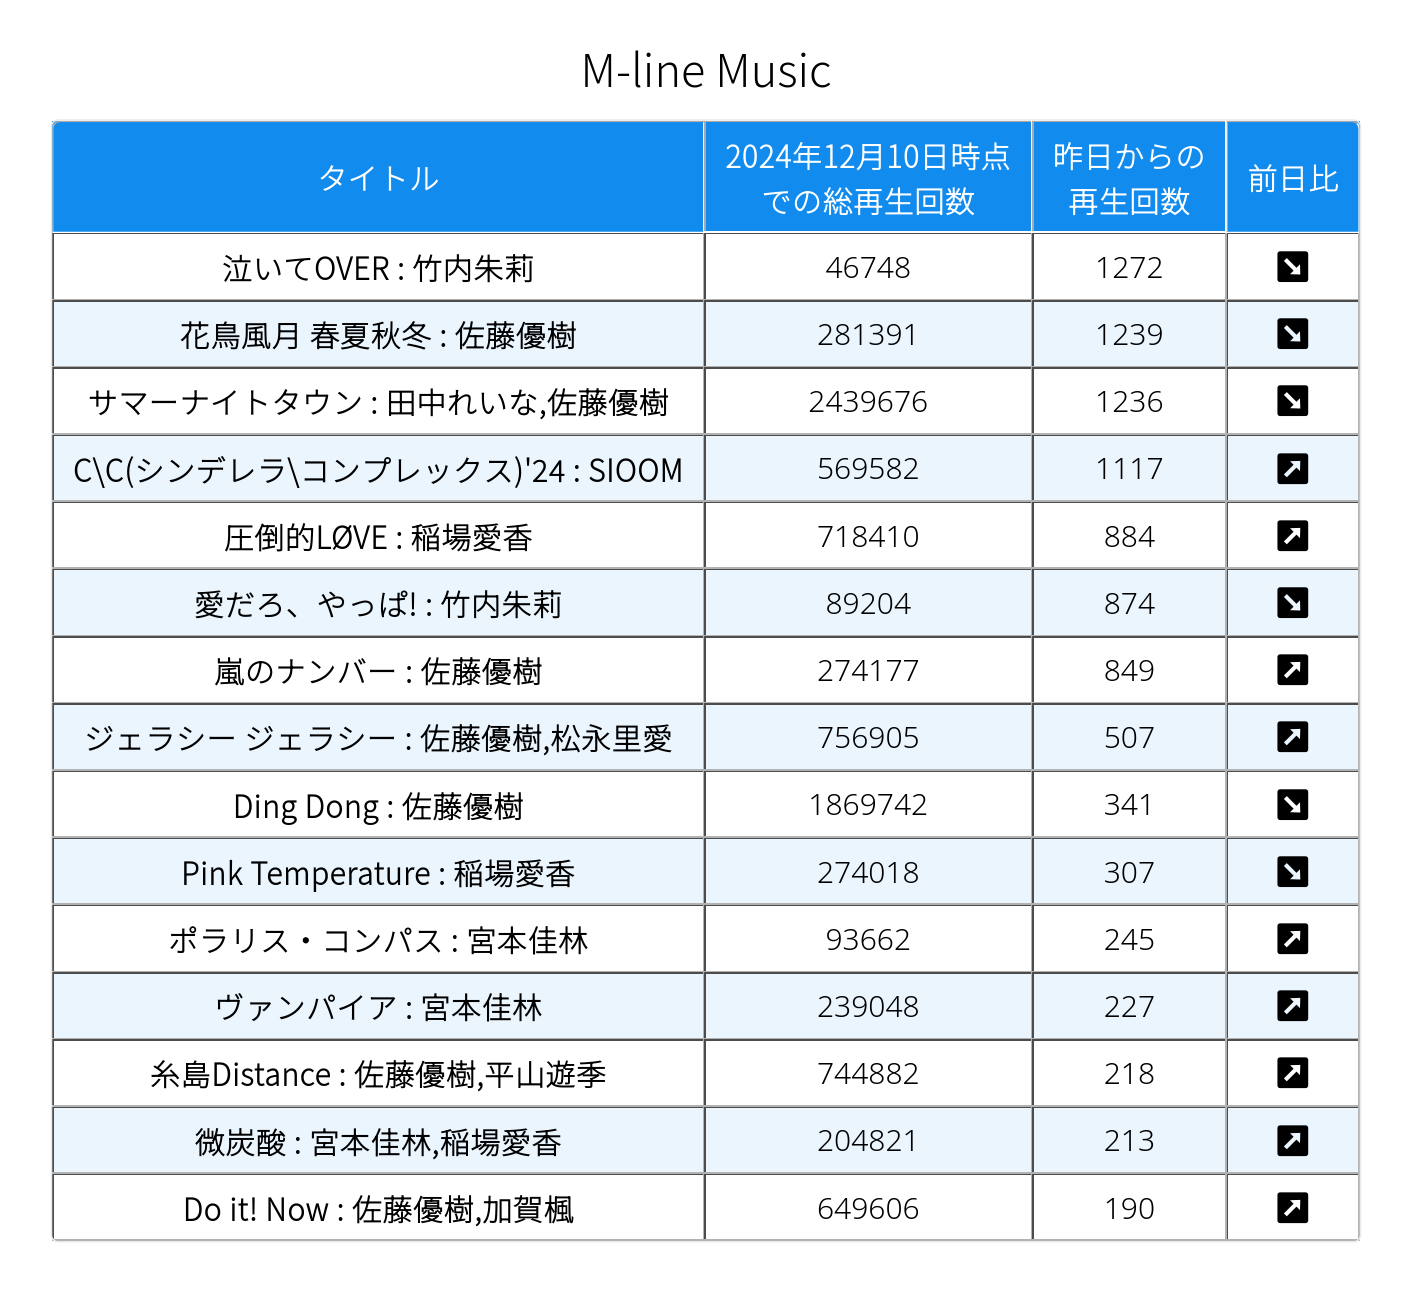 M-line Music
タイトル 2024年12月10日時点での総再生回数 昨日からの再生回数 前日比
泣いてOVER : 竹内朱莉 46748 1272 ↘
花鳥風月 春夏秋冬 : 佐藤優樹 281391 1239 ↘
サマーナイトタウン : 田中れいな,佐藤優樹 2439676 1236 ↘
C\C(シンデレラ\コンプレックス)'24 : SIOOM 569582 1117 ↗
圧倒的LØVE : 稲場愛香 718410 884 ↗
愛だろ、やっぱ! : 竹内朱莉 89204 874 ↘
嵐のナンバー : 佐藤優樹 274177 849 ↗
ジェラシー ジェラシー : 佐藤優樹,松永里愛 756905 507 ↗
Ding Dong : 佐藤優樹 1869742 341 ↘
Pink Temperature : 稲場愛香 274018 307 ↘
ポラリス・コンパス : 宮本佳林 93662 245 ↗
ヴァンパイア : 宮本佳林 239048 227 ↗
糸島Distance : 佐藤優樹,平山遊季 744882 218 ↗
微炭酸 : 宮本佳林,稲場愛香 204821 213 ↗
Do it! Now : 佐藤優樹,加賀楓 649606 190 ↗